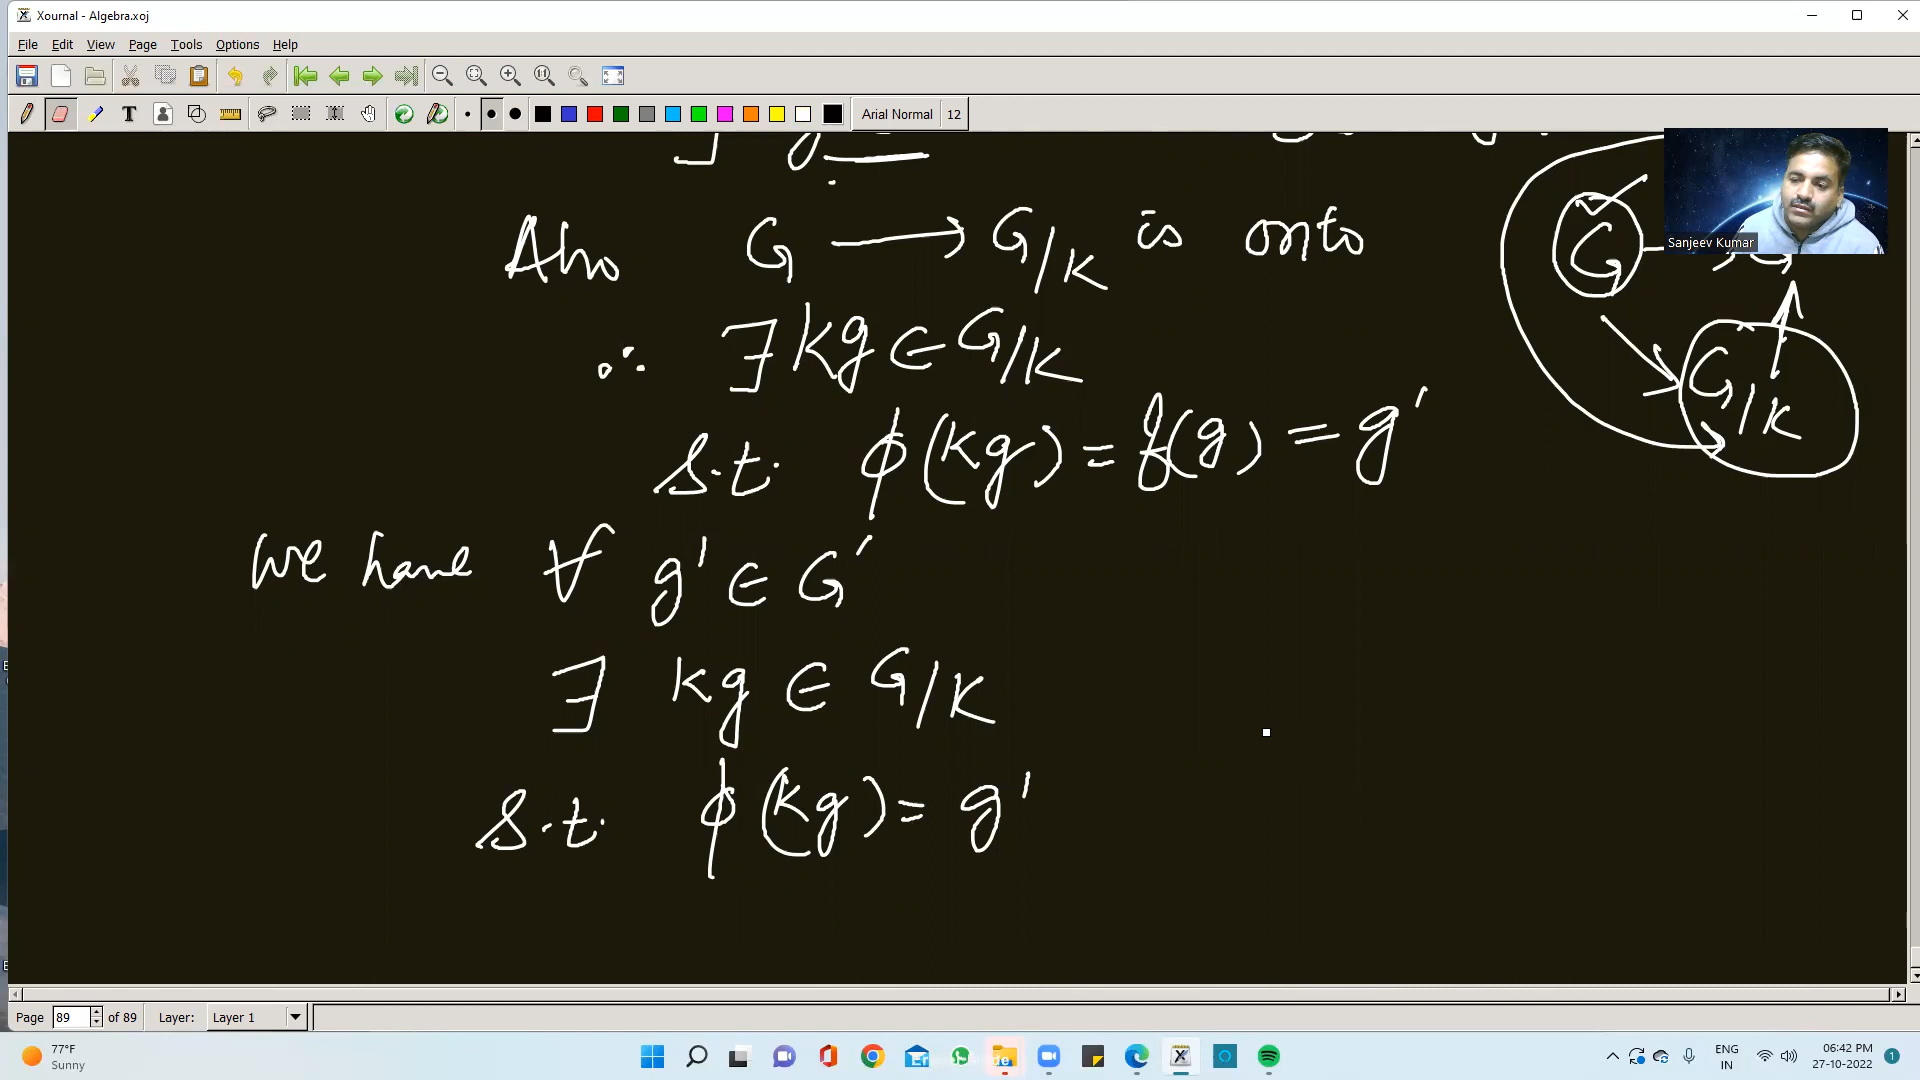 Xournal - Algebra.xoj
File Edit View Page Tools Options Help
Arial Normal 12
Also G → G/K is onto
∴ ∃ Kg ∈ G/K
s.t. φ(Kg) = f(g) = g'
We have ∀ g' ∈ G'
∃ Kg ∈ G/K
s.t. φ(Kg) = g'
G
G/K
Sanjeev Kumar
Page 89 of 89 Layer: Layer 1
77°F
Sunny
ENG
IN
06:42 PM
27-10-2022
1